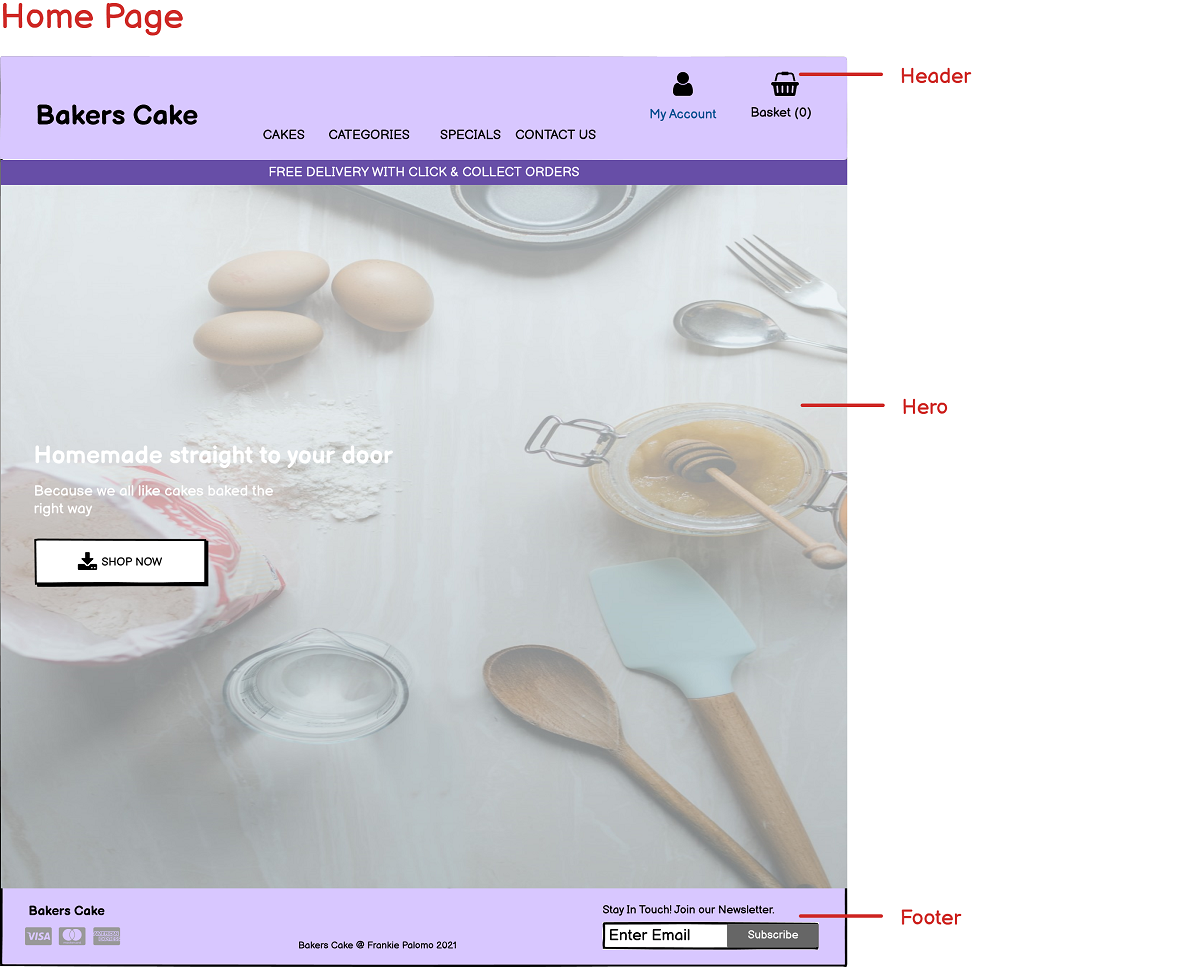 Home Page
Header
My Account
Basket (0)
Bakers Cake
CAKES CATEGORIES SPECIALS CONTACT US
FREE DELIVERY WITH CLICK & COLLECT ORDERS
Hero
Homemade straight to your door
Because we all like cakes baked the
right way
SHOP NOW
Bakers Cake
VISA
Bakers Cake @ Frankie Palomo 2021
Stay In Touch! Join our Newsletter.
Enter Email Subscribe
Footer